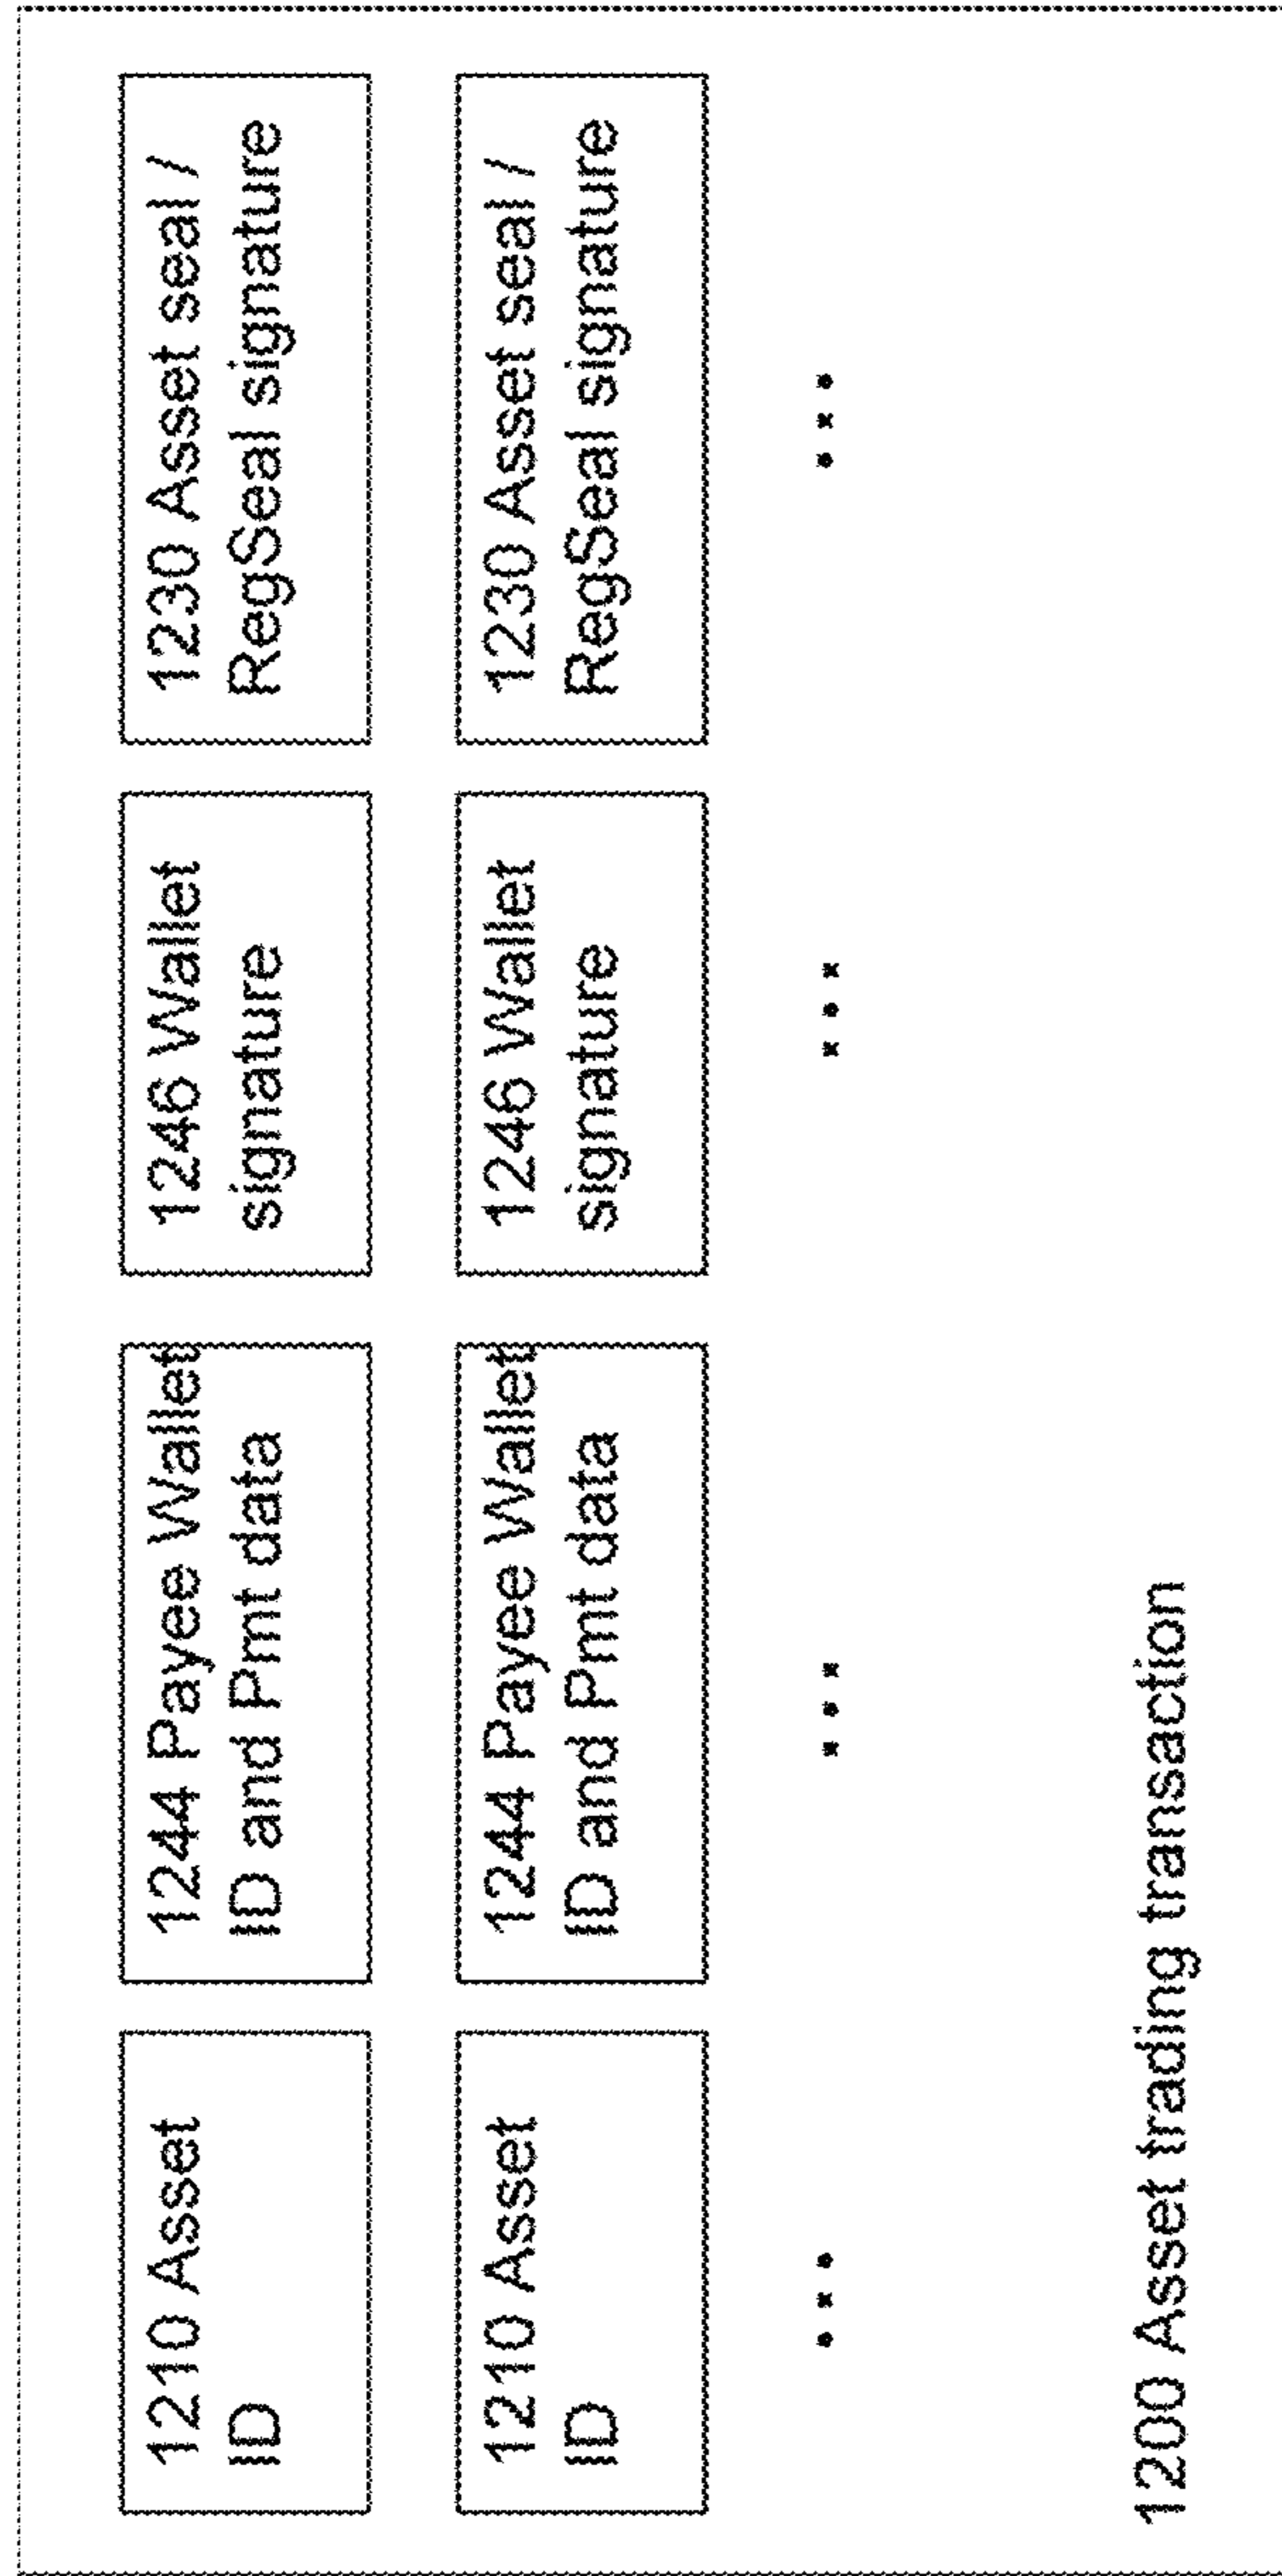 1210 Asset
ID
1244 Payee Wallet
ID and Pmt data
1246 Wallet
signature
1230 Asset seal /
RegSeal signature
1210 Asset
ID
1244 Payee Wallet
ID and Pmt data
1246 Wallet
signature
1230 Asset seal /
RegSeal signature
1200 Asset trading transaction